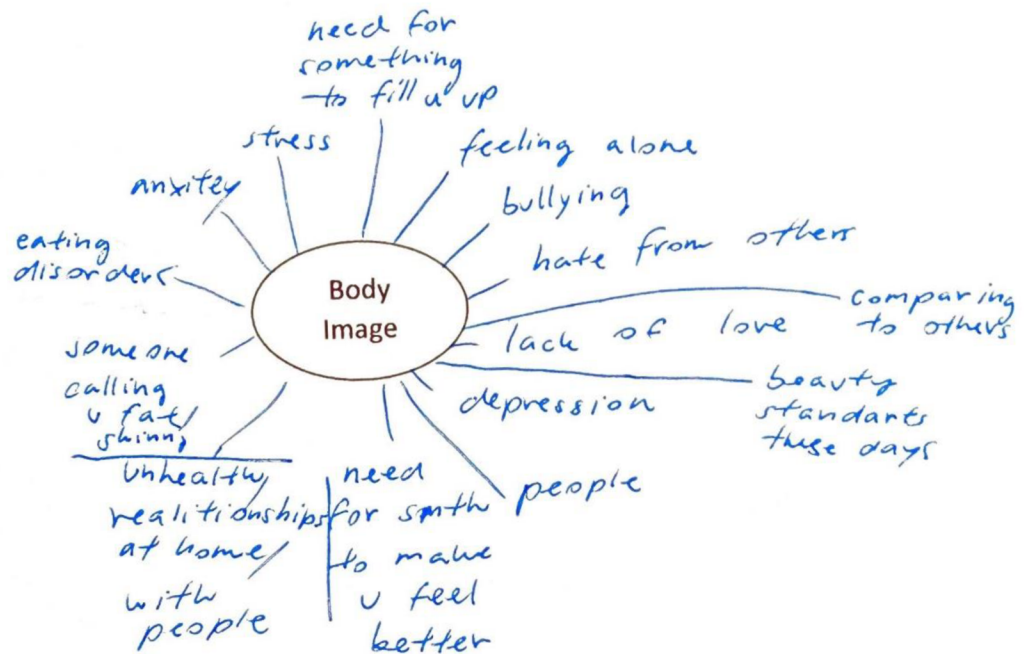 need for
something
to fill u up
stress
feeling alone
anxitey
bullying
eating
disorders
hate from others
Body
Image
comparing
to others
lack of love
someone
calling
u fat/
skinny
beauty
standarts
these days
depression
unhealthy
realitionships
at home/
with
people
need
for smth
to make
u feel
better
people